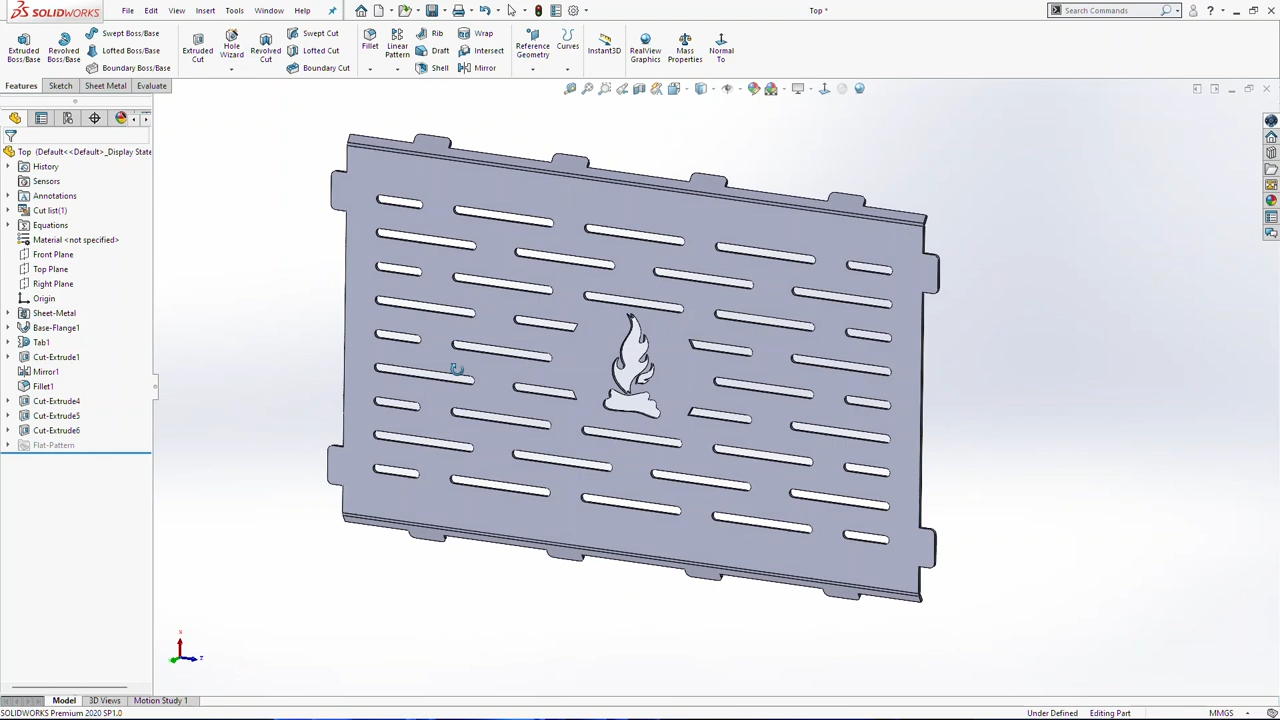 SOLIDWORKS
File Edit View Insert Tools Window Help
Top *
Search Commands
Extruded Boss/Base
Revolved Boss/Base
Swept Boss/Base
Lofted Boss/Base
Boundary Boss/Base
Extruded Cut
Hole Wizard
Revolved Cut
Swept Cut
Lofted Cut
Boundary Cut
Fillet
Linear Pattern
Rib
Draft
Shell
Wrap
Intersect
Mirror
Reference Geometry
Curves
Instant3D
RealView Graphics
Mass Properties
Normal To
Features Sketch Sheet Metal Evaluate
Top (Default<<Default>_Display State
History
Sensors
Annotations
Cut list(1)
Equations
Material <not specified>
Front Plane
Top Plane
Right Plane
Origin
Sheet-Metal
Base-Flange1
Tab1
Cut-Extrude1
Mirror1
Fillet1
Cut-Extrude4
Cut-Extrude5
Cut-Extrude6
Flat-Pattern
Model 3D Views Motion Study 1
SOLIDWORKS Premium 2020 SP1.0
Under Defined Editing Part MMGS